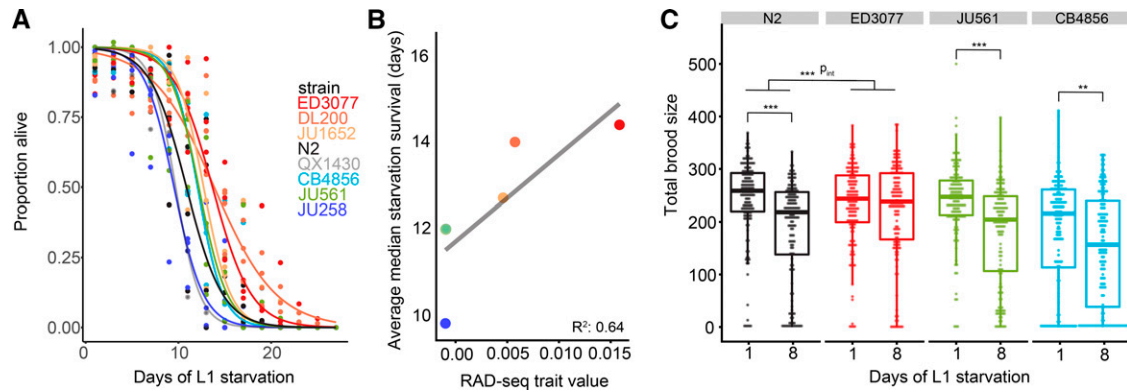 A
Proportion alive
1.00
0.75
0.50
0.25
0.00
0
10
20
Days of L1 starvation
strain
ED3077
DL200
JU1652
N2
QX1430
CB4856
JU561
JU258
B
Average median starvation survival (days)
16
14
12
10
0.00
0.005
0.010
0.015
RAD-seq trait value
R²: 0.64
C
N2
ED3077
JU561
CB4856
Total brood size
500
400
300
200
100
0
*** p int
***
***
**
1 8 1 8 1 8 1 8
Days of L1 starvation